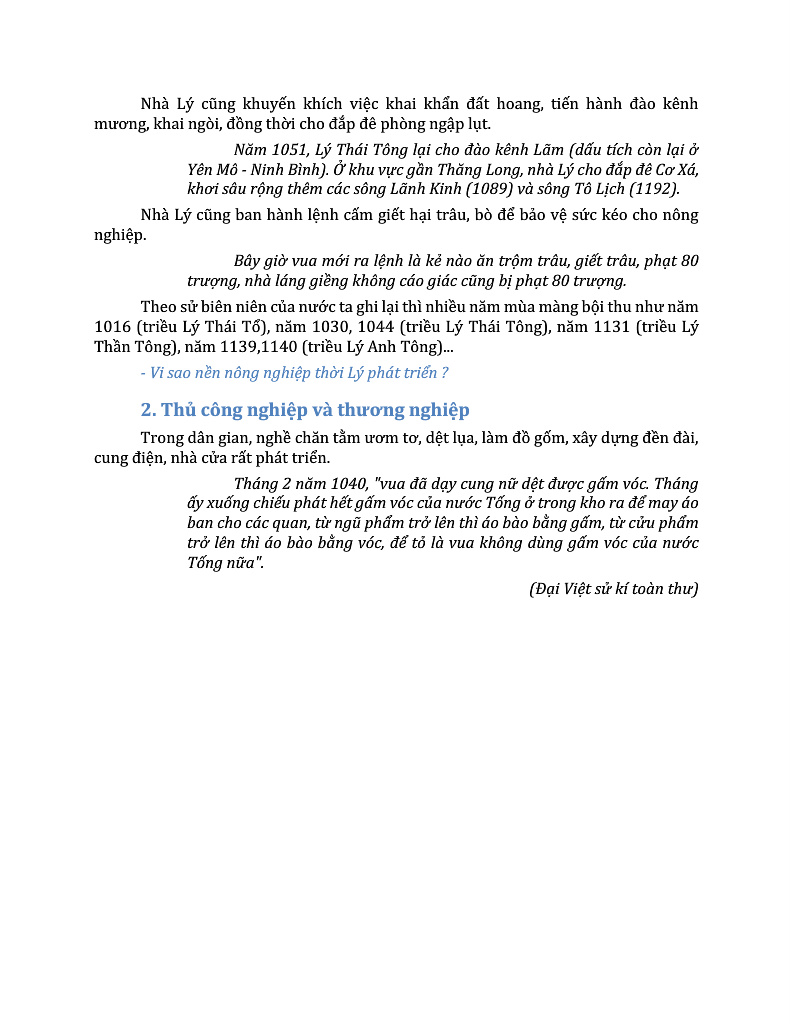 Nhà Lý cũng khuyến khích việc khai khẩn đất hoang, tiến hành đào kênh
mương, khai ngòi, đồng thời cho đắp đê phòng ngập lụt.
Năm 1051, Lý Thái Tông lại cho đào kênh Lãm (dấu tích còn lại ở
Yên Mô - Ninh Bình). Ở khu vực gần Thăng Long, nhà Lý cho đắp đê Cơ Xá,
khơi sâu rộng thêm các sông Lãnh Kinh (1089) và sông Tô Lịch (1192).
Nhà Lý cũng ban hành lệnh cấm giết hại trâu, bò để bảo vệ sức kéo cho nông
nghiệp.
Bây giờ vua mới ra lệnh là kẻ nào ăn trộm trâu, giết trâu, phạt 80
trượng, nhà láng giềng không cáo giác cũng bị phạt 80 trượng.
Theo sử biên niên của nước ta ghi lại thì nhiều năm mùa màng bội thu như năm
1016 (triều Lý Thái Tổ), năm 1030, 1044 (triều Lý Thái Tông), năm 1131 (triều Lý
Thần Tông), năm 1139,1140 (triều Lý Anh Tông)...
- Vi sao nền nông nghiệp thời Lý phát triển ?
2. Thủ công nghiệp và thương nghiệp
Trong dân gian, nghề chăn tằm ươm tơ, dệt lụa, làm đồ gốm, xây dựng đền đài,
cung điện, nhà cửa rất phát triển.
Tháng 2 năm 1040, "vua đã dạy cung nữ dệt được gấm vóc. Tháng
ấy xuống chiếu phát hết gấm vóc của nước Tống ở trong kho ra để may áo
ban cho các quan, từ ngũ phẩm trở lên thì áo bào bằng gấm, từ cửu phẩm
trở lên thì áo bào bằng vóc, để tỏ là vua không dùng gấm vóc của nước
Tống nữa".
(Đại Việt sử kí toàn thư)